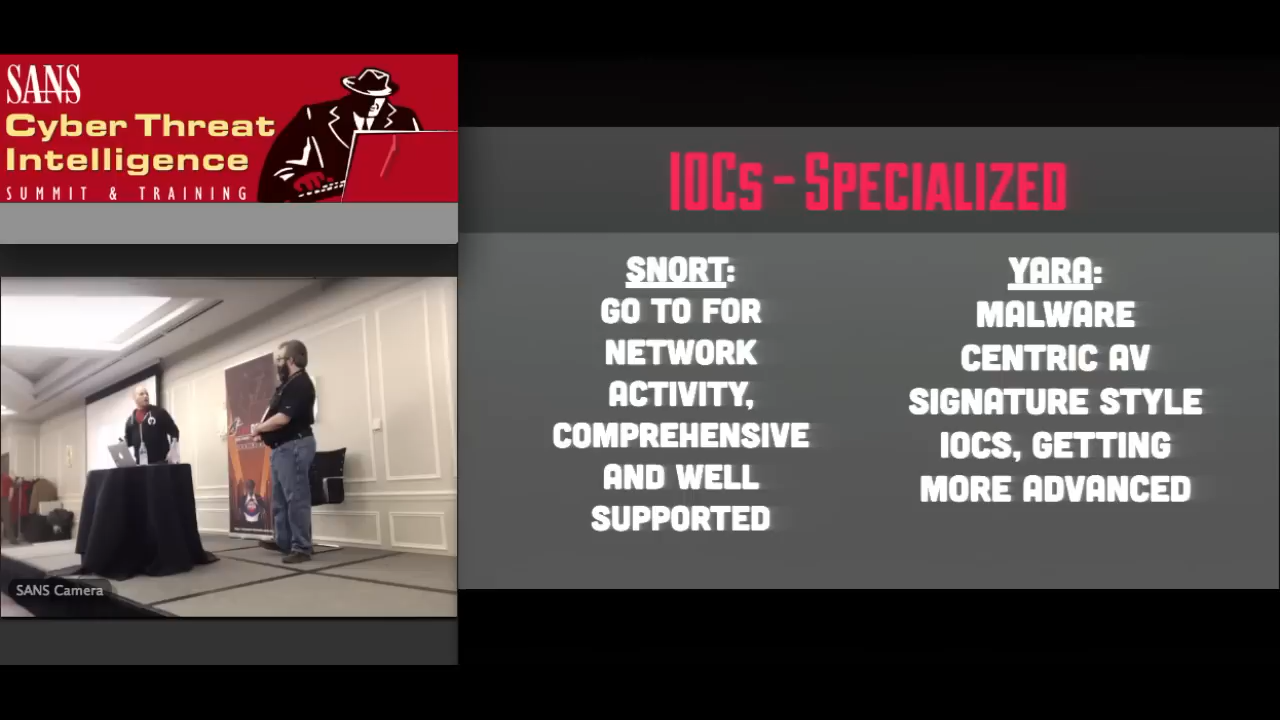 SANS
Cyber Threat
Intelligence
SUMMIT & TRAINING
SANS Camera
IOCs - Specialized
SNORT:
GO TO FOR
NETWORK
ACTIVITY,
COMPREHENSIVE
AND WELL
SUPPORTED
YARA:
MALWARE
CENTRIC AV
SIGNATURE STYLE
IOCS, GETTING
MORE ADVANCED